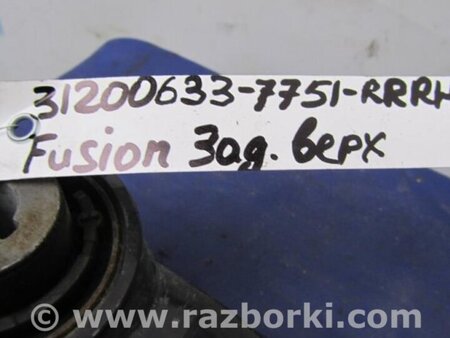 31200633-7751-RRRH
Fusion Зад. верх
© www.razborki.com